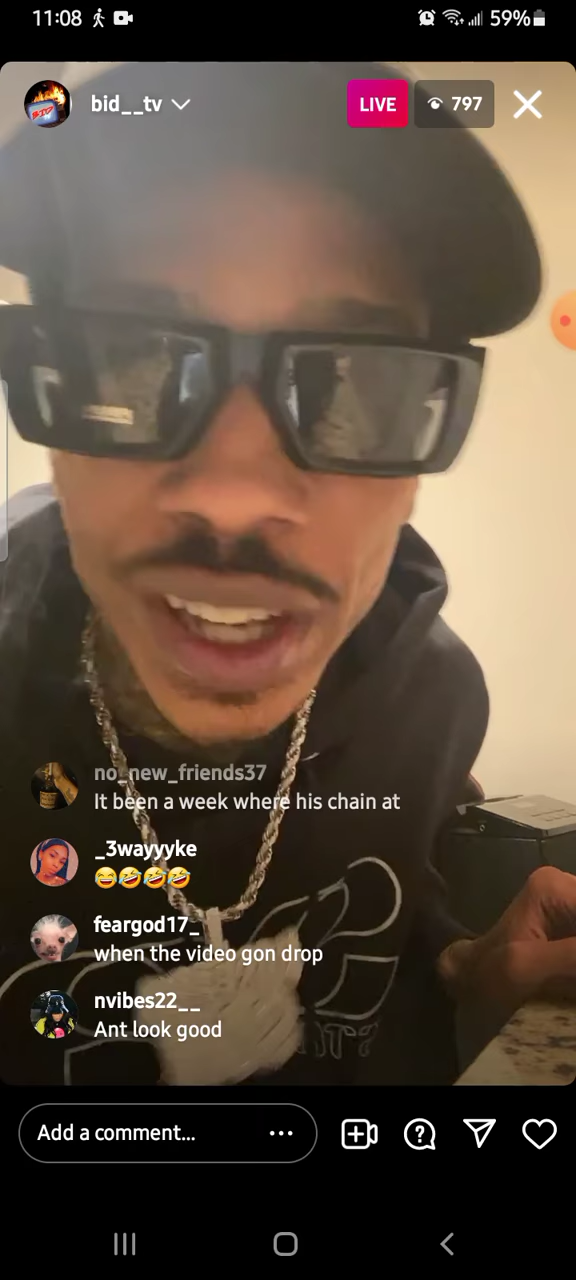 11:08
59%
bid__tv
LIVE
797
no_new_friends37
It been a week where his chain at
_3wayyyke
😂🤣🤣🤣
feargod17_
when the video gon drop
nvibes22__
Ant look good
Add a comment...